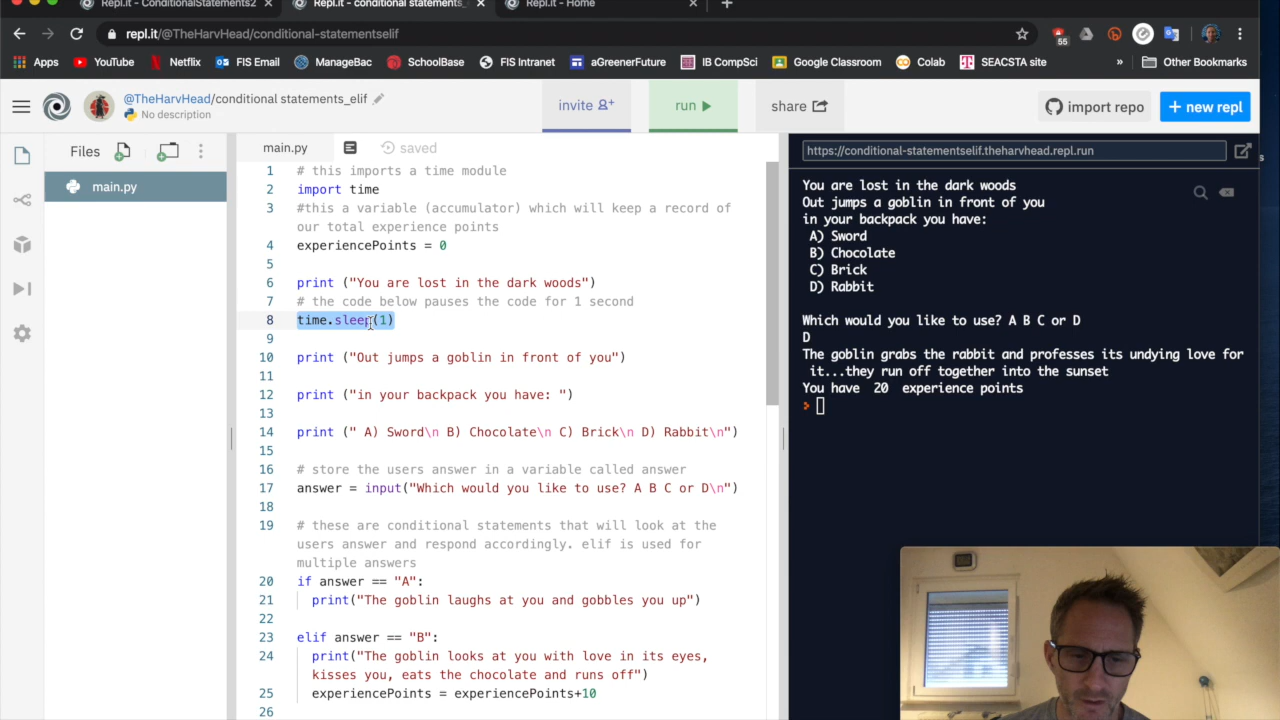 Repl.it - ConditionalStatements2
Repl.it - conditional statements_
Repl.it - Home
repl.it/@TheHarvHead/conditional-statementselif
55
Apps
YouTube
Netflix
FIS Email
ManageBac
SchoolBase
FIS Intranet
aGreenerFuture
IB CompSci
Google Classroom
Colab
SEACSTA site
»
Other Bookmarks
@TheHarvHead/conditional statements_elif
No description
invite
run
share
import repo
+ new repl
Files
main.py
main.py
saved
1 # this imports a time module
2 import time
3 #this a variable (accumulator) which will keep a record of
our total experience points
4 experiencePoints = 0
5
6 print ("You are lost in the dark woods")
7 # the code below pauses the code for 1 second
8 time.sleep(1)
9
10 print ("Out jumps a goblin in front of you")
11
12 print ("in your backpack you have: ")
13
14 print (" A) Sword\n B) Chocolate\n C) Brick\n D) Rabbit\n")
15
16 # store the users answer in a variable called answer
17 answer = input("Which would you like to use? A B C or D\n")
18
19 # these are conditional statements that will look at the
users answer and respond accordingly. elif is used for
multiple answers
20 if answer == "A":
21 print("The goblin laughs at you and gobbles you up")
22
23 elif answer == "B":
24 print("The goblin looks at you with love in its eyes,
kisses you, eats the chocolate and runs off")
25 experiencePoints = experiencePoints+10
26
https://conditional-statementself.theharvhead.repl.run
You are lost in the dark woods
Out jumps a goblin in front of you
in your backpack you have:
A) Sword
B) Chocolate
C) Brick
D) Rabbit
Which would you like to use? A B C or D
D
The goblin grabs the rabbit and professes its undying love for
it...they run off together into the sunset
You have 20 experience points